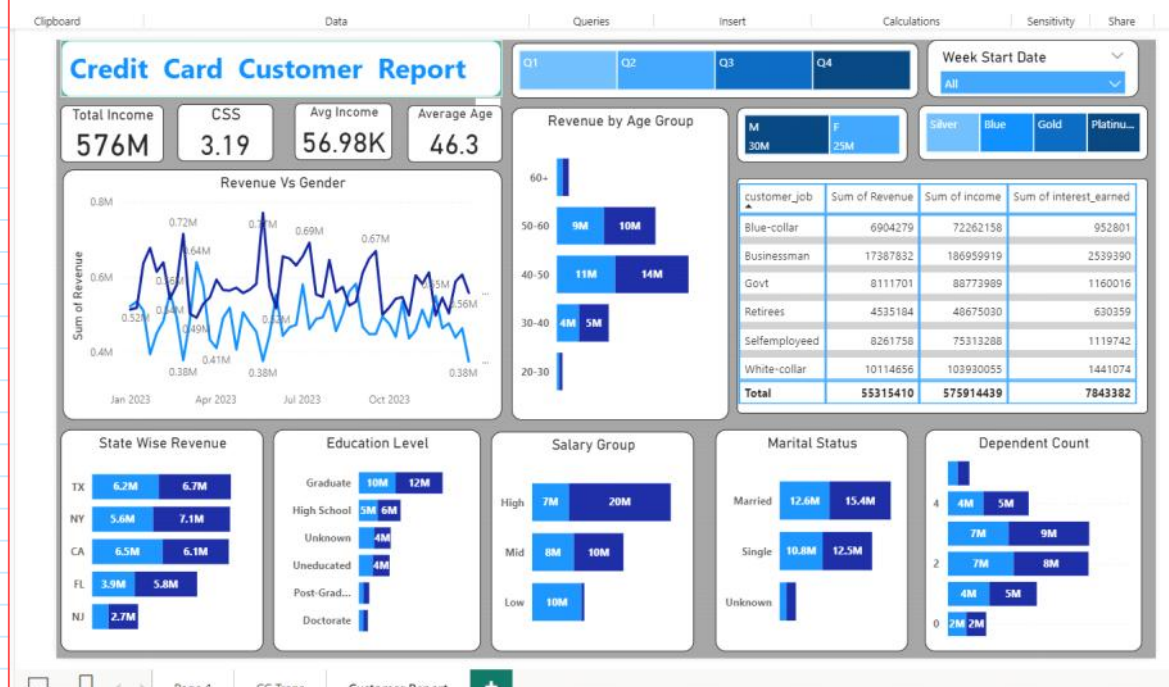 Clipboard Data Queries Insert Calculations Sensitivity Share
Credit Card Customer Report
Q1 Q2 Q3 Q4
Week Start Date
All
Total Income
576M
CSS
3.19
Avg Income
56.98K
Average Age
46.3
M
30M
F
25M
Silver Blue Gold Platinu...
Revenue Vs Gender
Sum of Revenue
0.8M
0.6M
0.4M
0.72M
0.64M
0.69M
0.67M
0.52M
0.49M
0.41M
0.38M
0.38M
0.56M
0.38M
Jan 2023 Apr 2023 Jul 2023 Oct 2023
Revenue by Age Group
60+
50-60 9M 10M
40-50 11M 14M
30-40 4M 5M
20-30
customer_job Sum of Revenue Sum of income Sum of interest_earned
Blue-collar 6904279 72262158 952801
Businessman 17387832 186959919 2539390
Govt 8111701 88773989 1160016
Retirees 4535184 48675030 630359
Selfemployeed 8261758 75313288 1119742
White-collar 10114656 103930055 1441074
Total 55315410 575914439 7843382
State Wise Revenue
TX 6.2M 6.7M
NY 5.6M 7.1M
CA 6.5M 6.1M
FL 3.9M 5.8M
NJ 2.7M
Education Level
Graduate 10M 12M
High School 5M 6M
Unknown 4M
Uneducated 4M
Post-Grad...
Doctorate
Salary Group
High 7M 20M
Mid 8M 10M
Low 10M
Marital Status
Married 12.6M 15.4M
Single 10.8M 12.5M
Unknown
Dependent Count
4 4M 5M
7M 9M
2 7M 8M
4M 5M
0 2M 2M